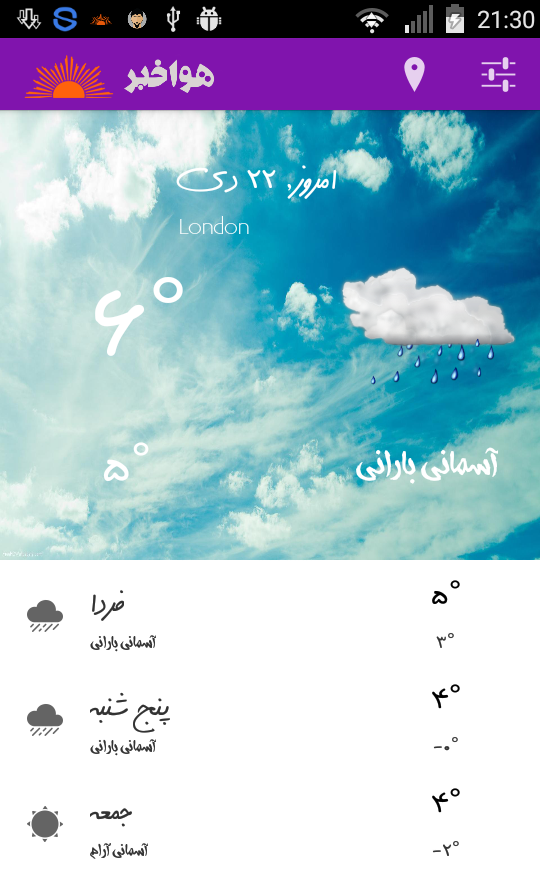 21:30
هواخبر
امروز, ۲۲ دی
London
۶°
۵°
آسمانی بارانی
فردا
۵°
آسمانی بارانی
۳°
پنج شنبه
۴°
آسمانی بارانی
-۰°
جمعه
۴°
آسمانی آرام
-۲°